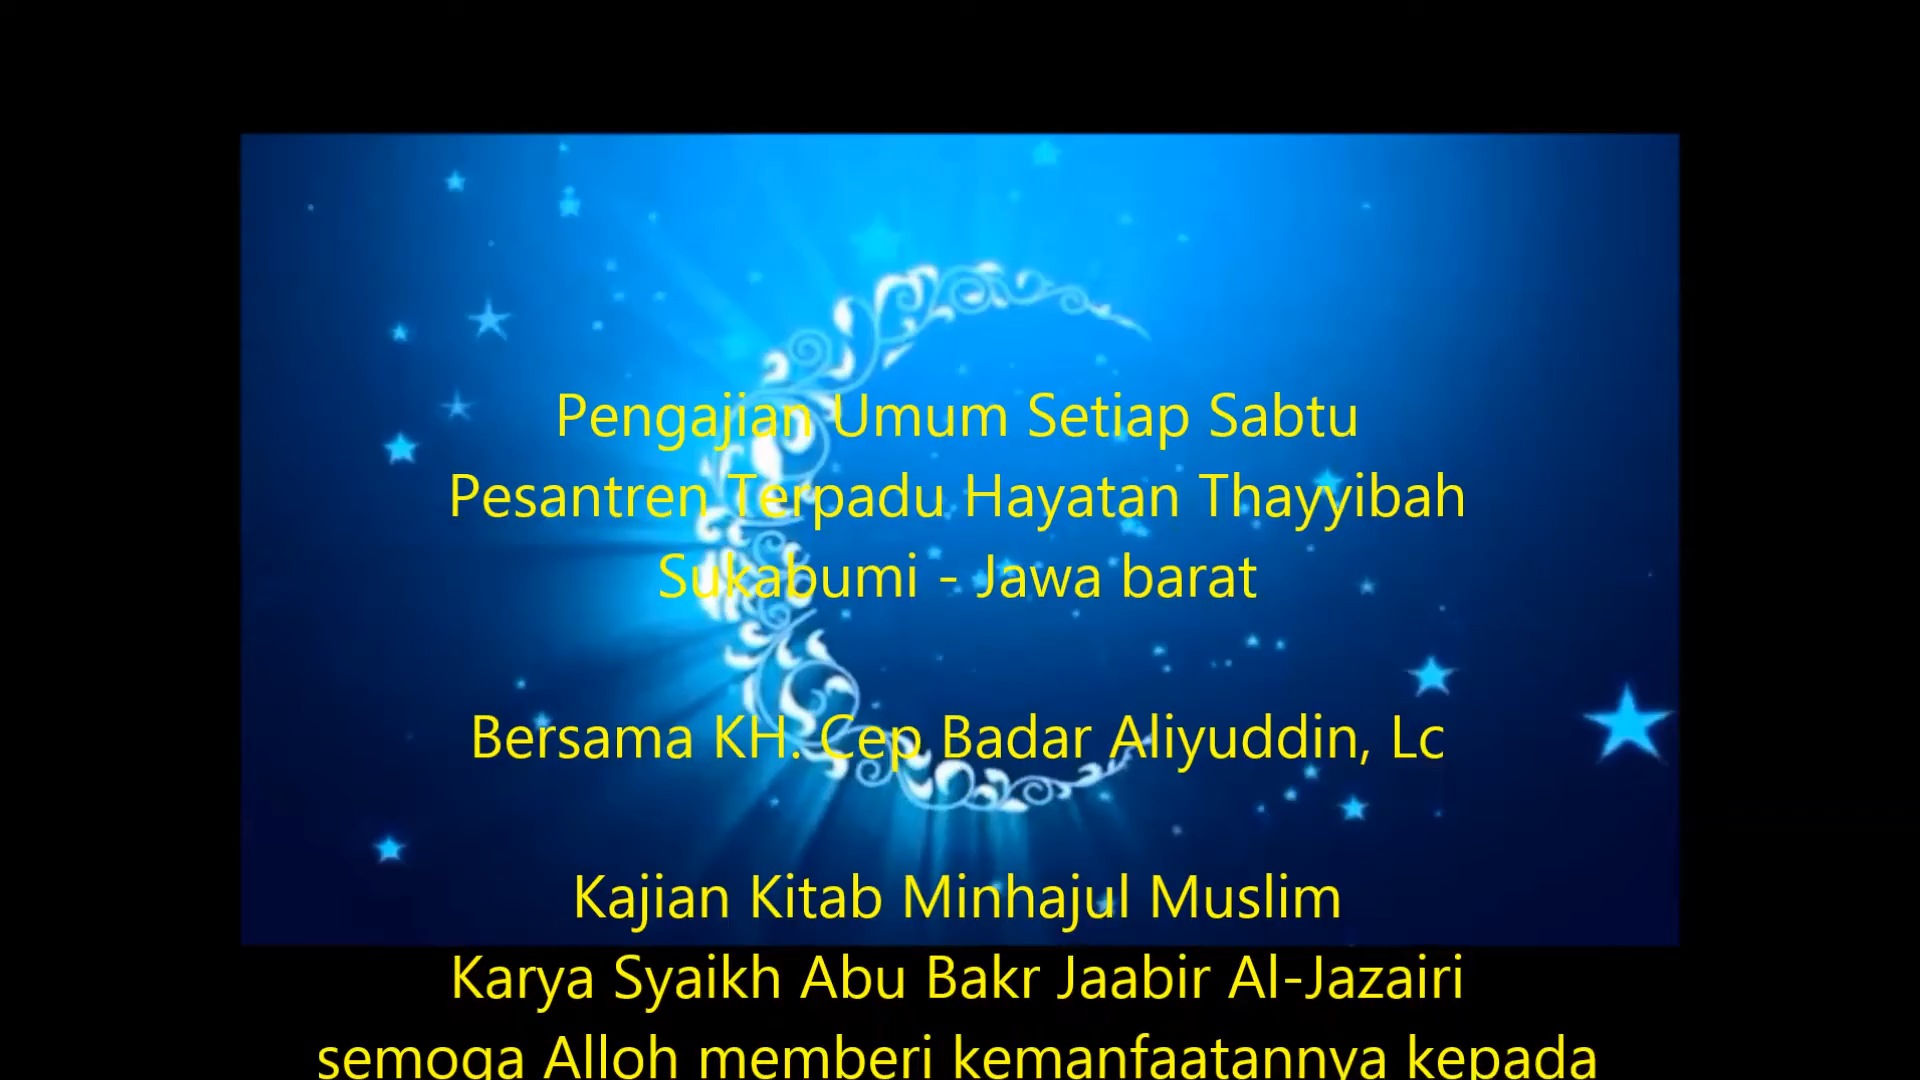 Pengajian Umum Setiap Sabtu
Pesantren Terpadu Hayatan Thayyibah
Sukabumi - Jawa barat
Bersama KH. Cep Badar Aliyuddin, Lc
Kajian Kitab Minhajul Muslim
Karya Syaikh Abu Bakr Jaabir Al-Jazairi
semoga Alloh memberi kemanfaatannya kepada